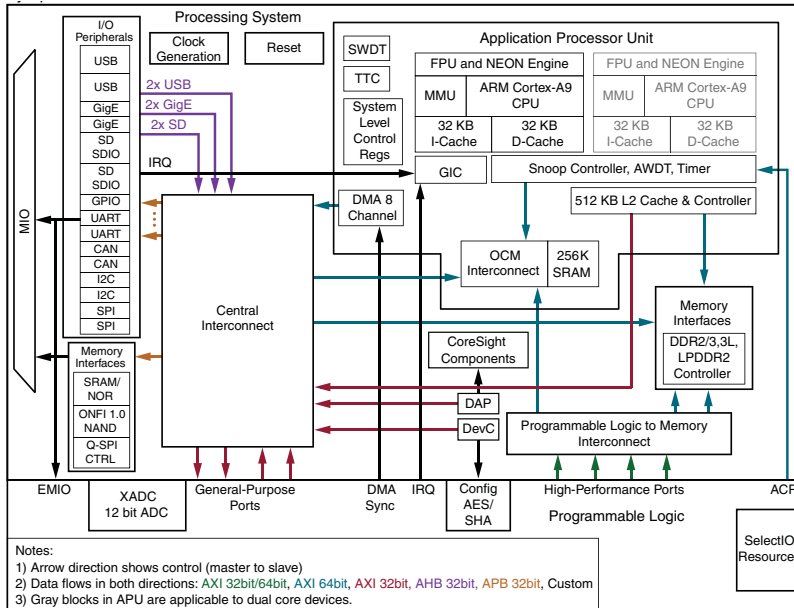 Processing System
I/O
Peripherals
USB
USB
GigE
GigE
SD
SDIO
SD
SDIO
GPIO
UART
UART
CAN
CAN
I2C
I2C
SPI
SPI
MIO
Clock
Generation
Reset
2x USB
2x GigE
2x SD
IRQ
SWDT
TTC
System
Level
Control
Regs
Application Processor Unit
FPU and NEON Engine
MMU
ARM Cortex-A9
CPU
32 KB
I-Cache
32 KB
D-Cache
FPU and NEON Engine
MMU
ARM Cortex-A9
CPU
32 KB
I-Cache
32 KB
D-Cache
GIC
Snoop Controller, AWDT, Timer
DMA 8
Channel
512 KB L2 Cache & Controller
OCM
Interconnect
256K
SRAM
Central
Interconnect
Memory
Interfaces
DDR2/3,3L,
LPDDR2
Controller
CoreSight
Components
DAP
DevC
Programmable Logic to Memory
Interconnect
Memory
Interfaces
SRAM/
NOR
ONFI 1.0
NAND
Q-SPI
CTRL
EMIO
XADC
12 bit ADC
General-Purpose
Ports
DMA
Sync
IRQ
Config
AES/
SHA
High-Performance Ports
ACP
Programmable Logic
SelectIO
Notes:
1) Arrow direction shows control (master to slave)
2) Data flows in both directions: AXI 32bit/64bit, AXI 64bit, AXI 32bit, AHB 32bit, APB 32bit, Custom
3) Gray blocks in APU are applicable to dual core devices.